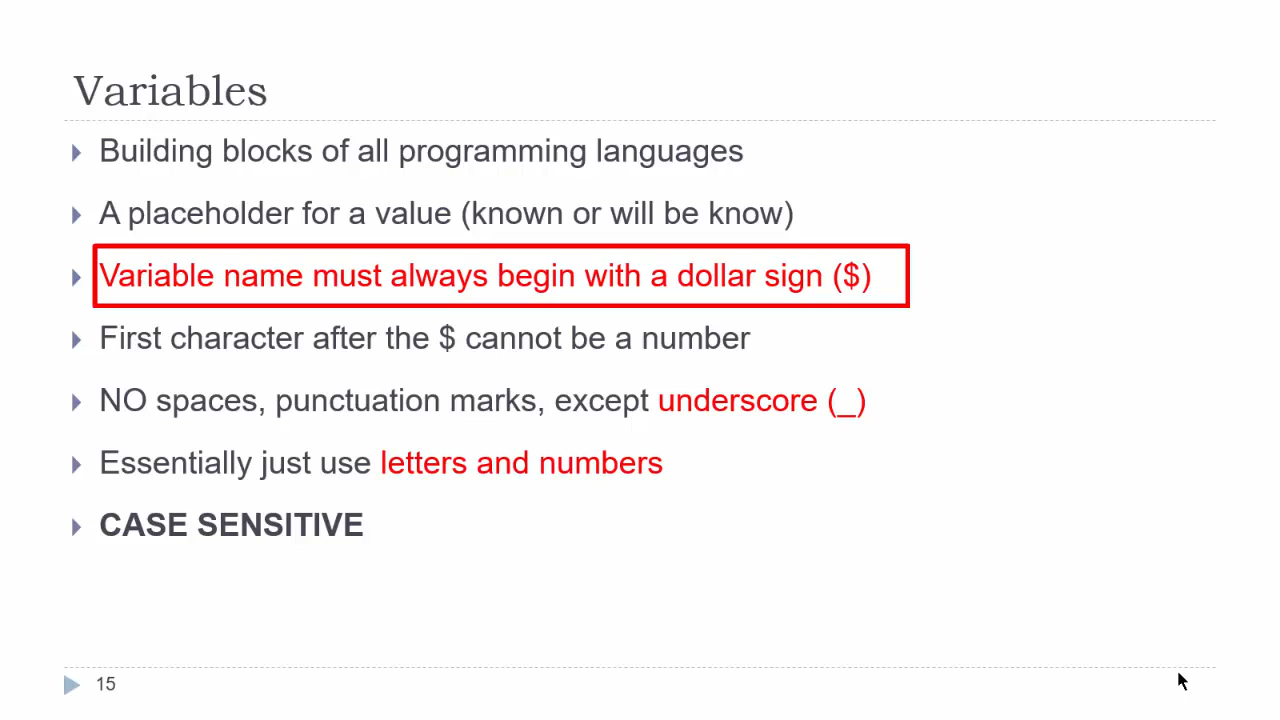 Variables
Building blocks of all programming languages
A placeholder for a value (known or will be know)
Variable name must always begin with a dollar sign ($)
First character after the $ cannot be a number
NO spaces, punctuation marks, except underscore (_)
Essentially just use letters and numbers
CASE SENSITIVE
15